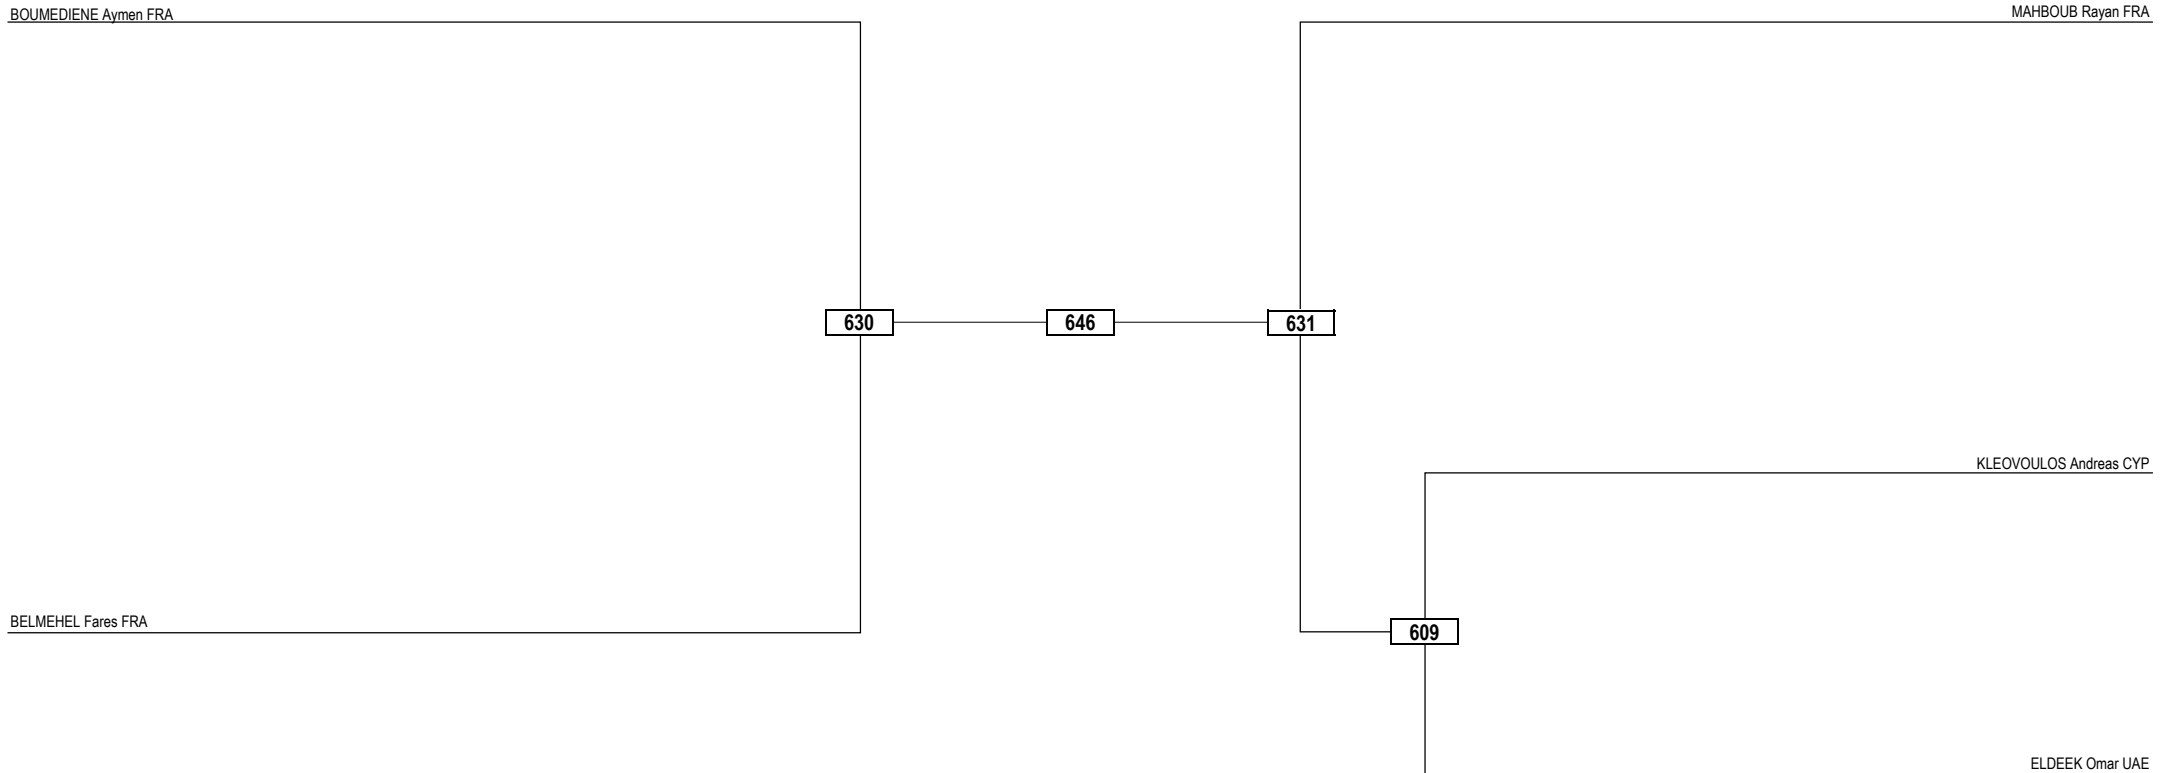 BOUMEDIENE Aymen FRA
MAHBOUB Rayan FRA
630
646
631
KLEOVOULOS Andreas CYP
BELMEHEL Fares FRA
609
ELDEEK Omar UAE